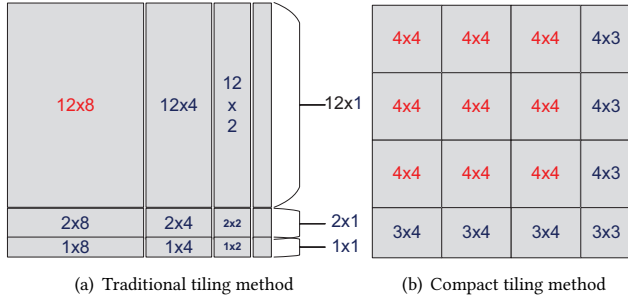 4x4 4x4 4x4 4x3
12x8 12x4 12 x 2 12x1
4x4 4x4 4x4 4x3
4x4 4x4 4x4 4x3
2x8 2x4 2x2 2x1
3x4 3x4 3x4 3x3
1x8 1x4 1x2 1x1
(a) Traditional tiling method
(b) Compact tiling method